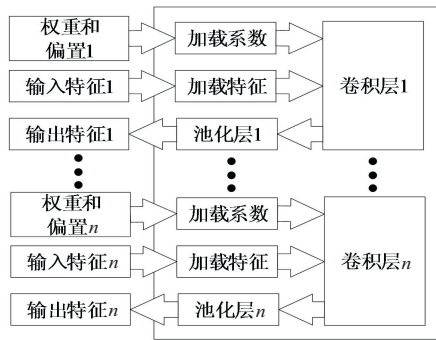 权重和
偏置1
加载系数
输入特征1
加载特征
卷积层1
输出特征1
池化层1
权重和
偏置n
加载系数
输入特征n
加载特征
卷积层n
输出特征n
池化层n